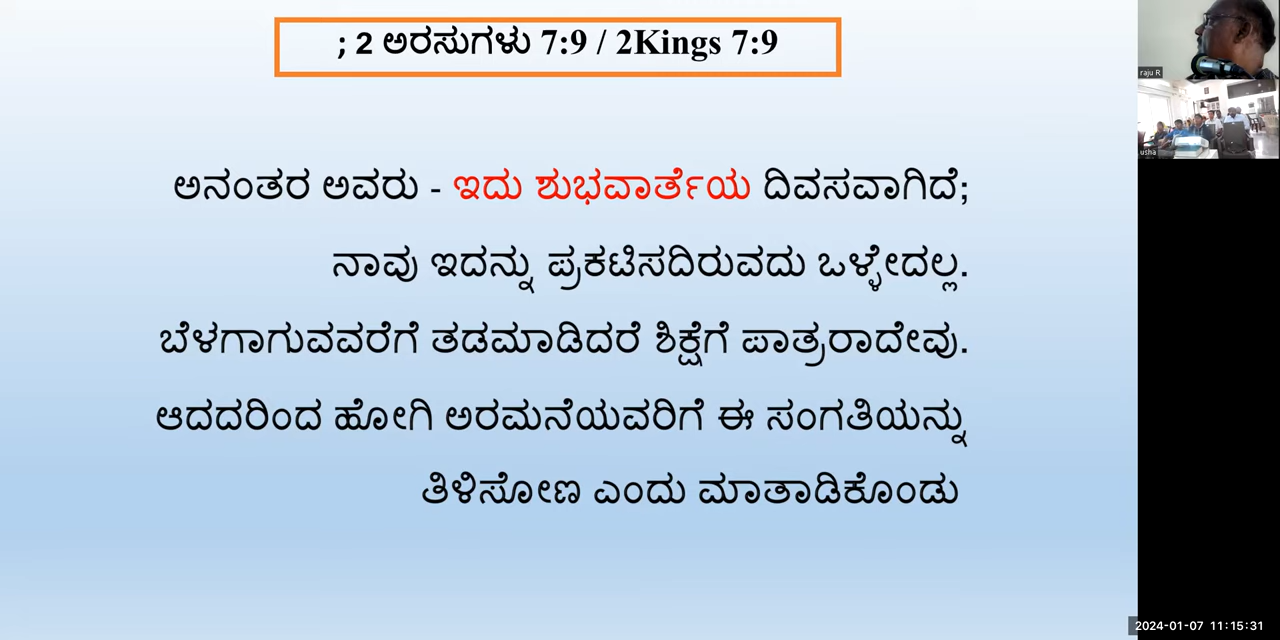 ; 2 ಅರಸುಗಳು 7:9 / 2Kings 7:9
ಅನಂತರ ಅವರು - ಇದು ಶುಭವಾರ್ತೆಯ ದಿವಸವಾಗಿದೆ;
ನಾವು ಇದನ್ನು ಪ್ರಕಟಿಸದಿರುವದು ಒಳ್ಳೇದಲ್ಲ.
ಬೆಳಗಾಗುವವರೆಗೆ ತಡಮಾಡಿದರೆ ಶಿಕ್ಷೆಗೆ ಪಾತ್ರರಾದೇವು.
ಆದದರಿಂದ ಹೋಗಿ ಅರಮನೆಯವರಿಗೆ ಈ ಸಂಗತಿಯನ್ನು
ತಿಳಿಸೋಣ ಎಂದು ಮಾತಾಡಿಕೊಂಡು
raju R
usha
2024-01-07 11:15:31